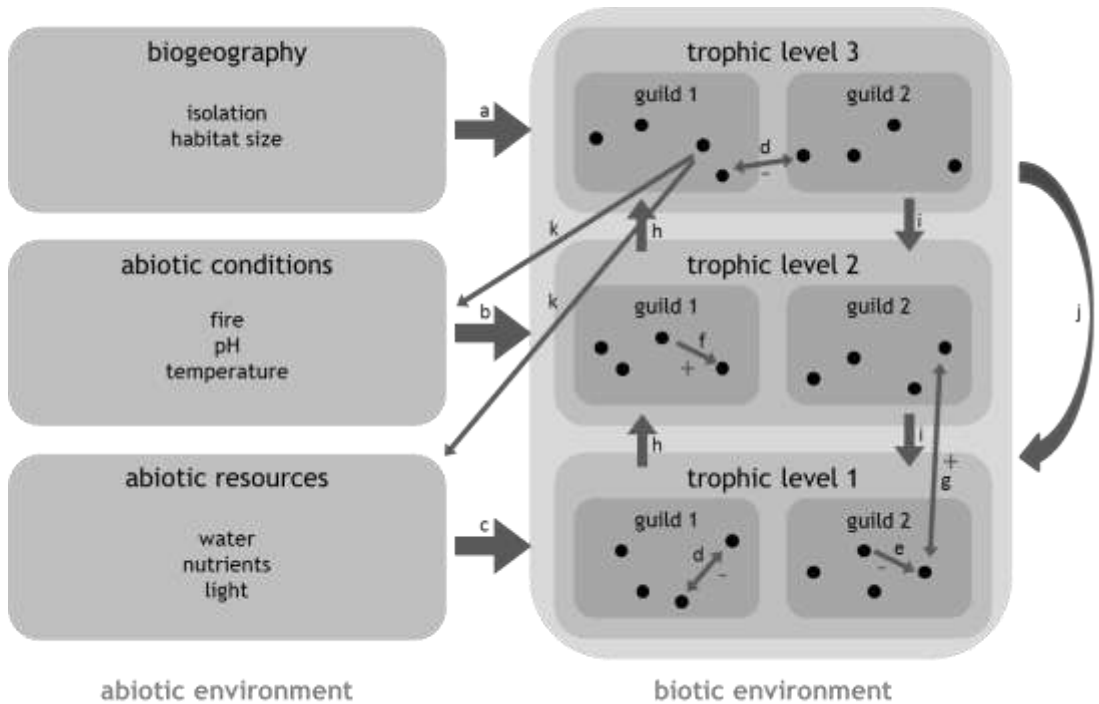 biogeography
isolation
habitat size
a
abiotic conditions
fire
pH
temperature
b
abiotic resources
water
nutrients
light
c
abiotic environment
trophic level 3
guild 1
guild 2
d
-
k
k
h
i
trophic level 2
guild 1
guild 2
f
+
j
h
i
+
g
trophic level 1
guild 1
guild 2
d
-
e
-
biotic environment